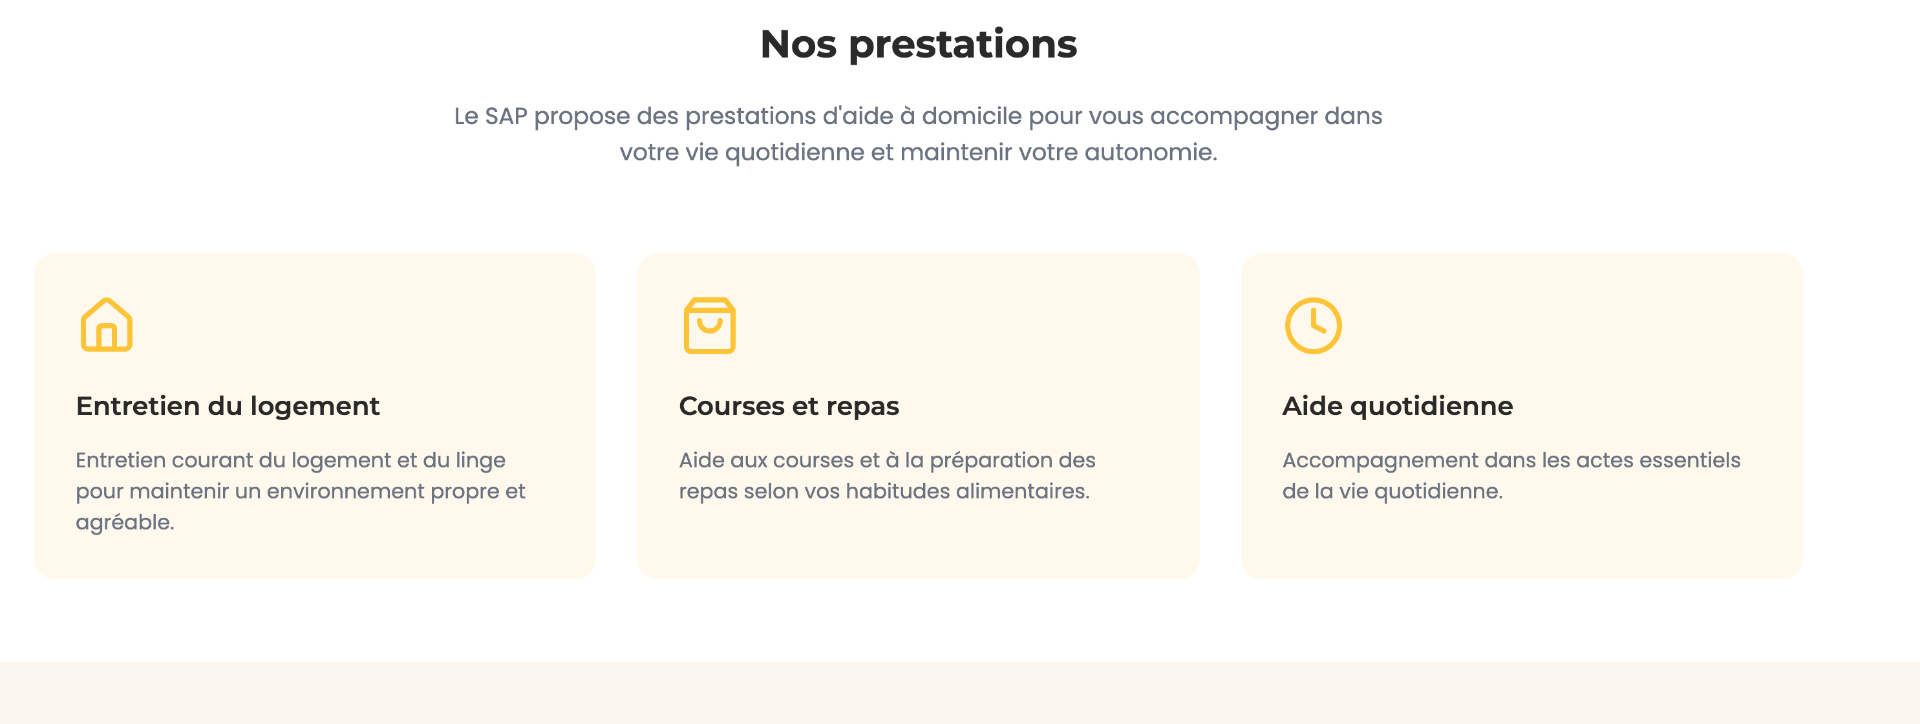 Nos prestations
Le SAP propose des prestations d'aide à domicile pour vous accompagner dans
votre vie quotidienne et maintenir votre autonomie.
Entretien du logement
Entretien courant du logement et du linge
pour maintenir un environnement propre et
agréable.
Courses et repas
Aide aux courses et à la préparation des
repas selon vos habitudes alimentaires.
Aide quotidienne
Accompagnement dans les actes essentiels
de la vie quotidienne.